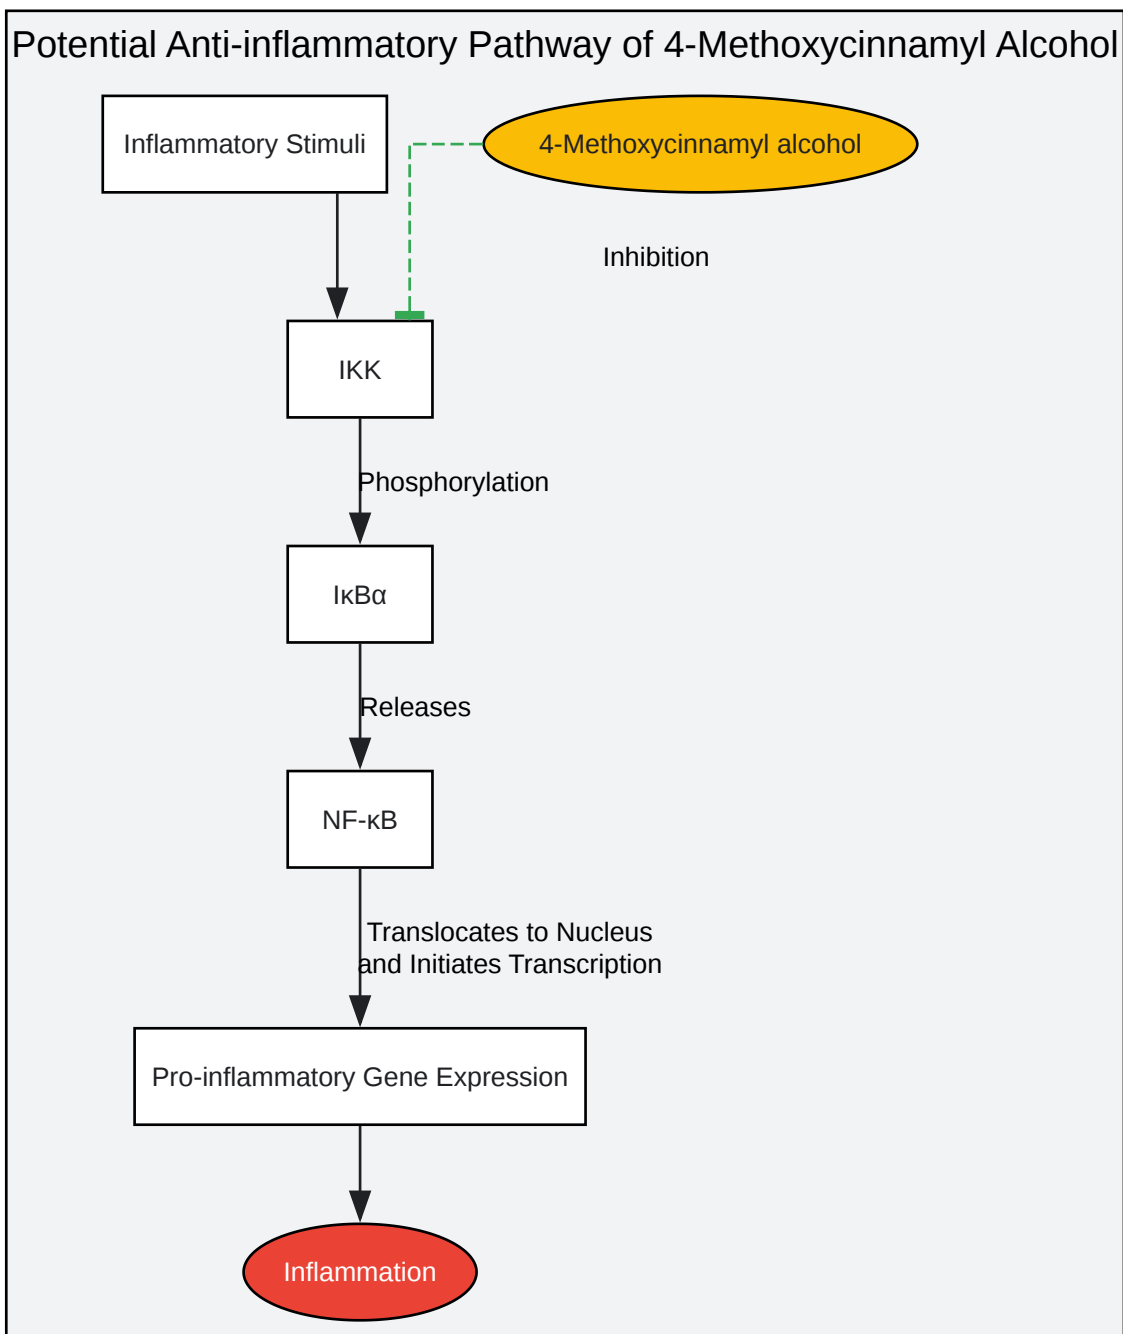 Potential Anti-inflammatory Pathway of 4-Methoxycinnamyl Alcohol
Inflammatory Stimuli
4-Methoxycinnamyl alcohol
Inhibition
IKK
Phosphorylation
IκBα
Releases
NF-κB
Translocates to Nucleus
and Initiates Transcription
Pro-inflammatory Gene Expression
Inflammation